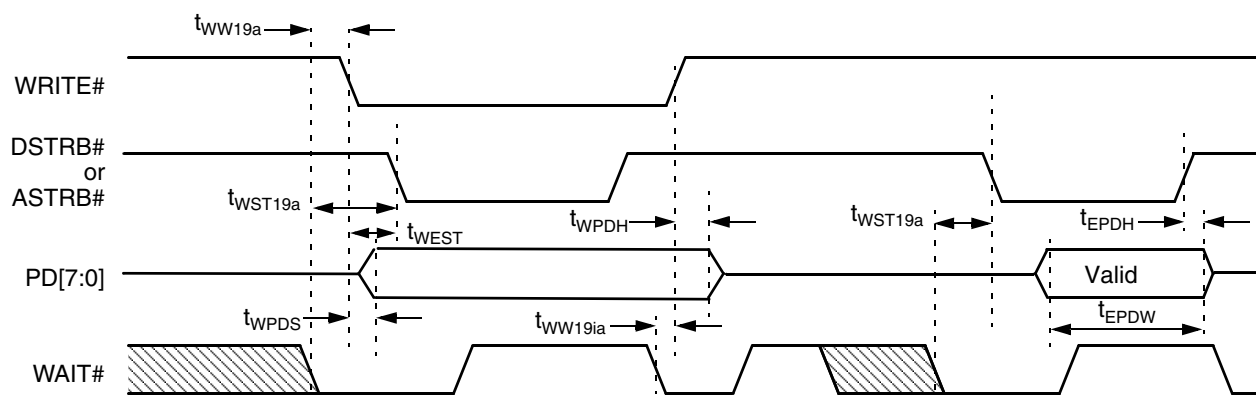 tWW19a
WRITE#
DSTRB#
or
ASTRB#
tWST19a
tWEST
tWPDH
tWST19a
tEPDH
PD[7:0]
Valid
tWPDS
tWW19ia
tEPDW
WAIT#